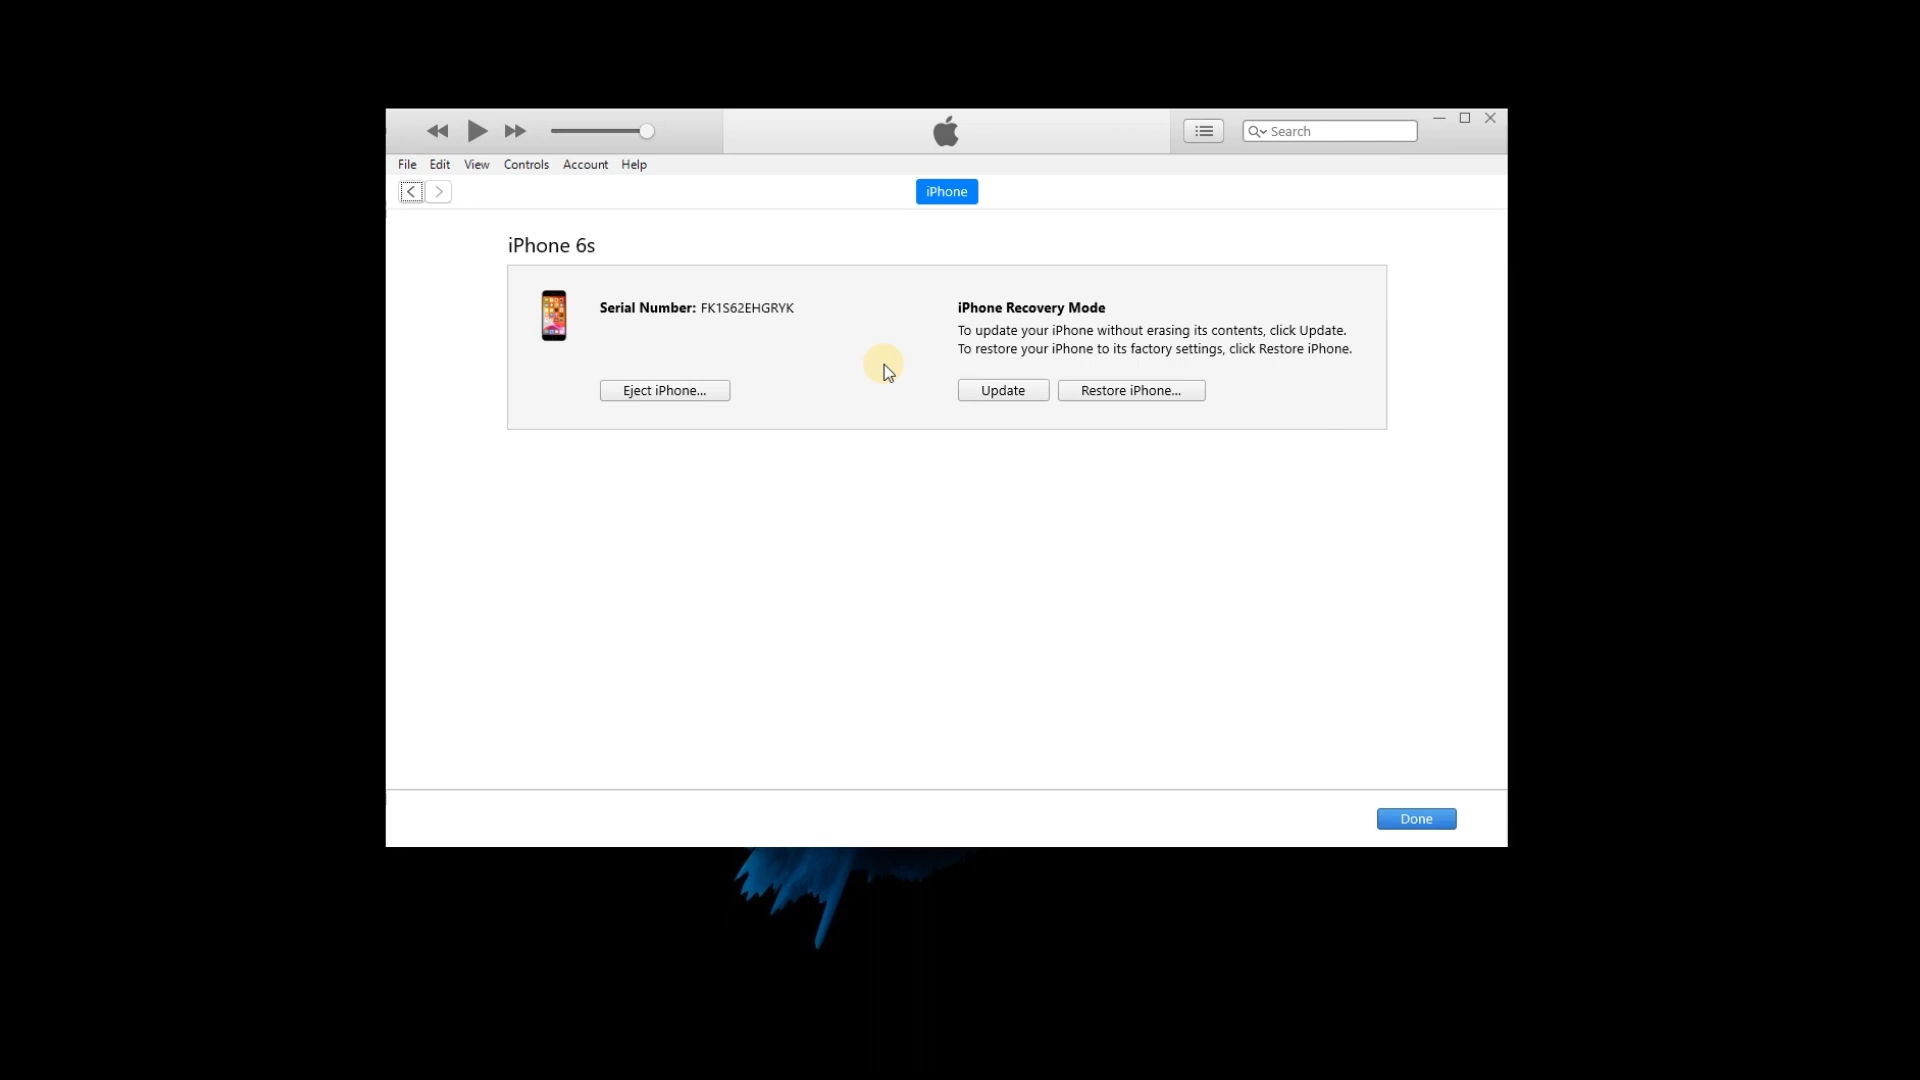 Search
File Edit View Controls Account Help
iPhone
iPhone 6s
Serial Number: FK1S62EHGRYK
iPhone Recovery Mode
To update your iPhone without erasing its contents, click Update.
To restore your iPhone to its factory settings, click Restore iPhone.
Eject iPhone...
Update
Restore iPhone...
Done